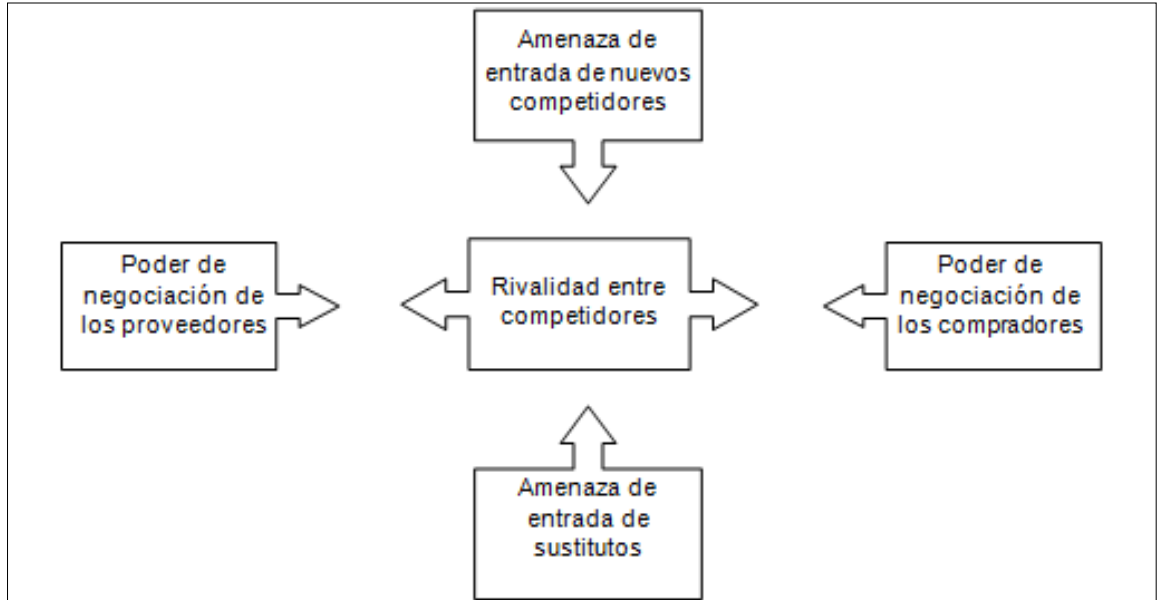 Amenaza de
entrada de nuevos
competidores
Poder de
negociación de
los proveedores
Rivalidad entre
competidores
Poder de
negociación de
los compradores
Amenaza de
entrada de
sustitutos